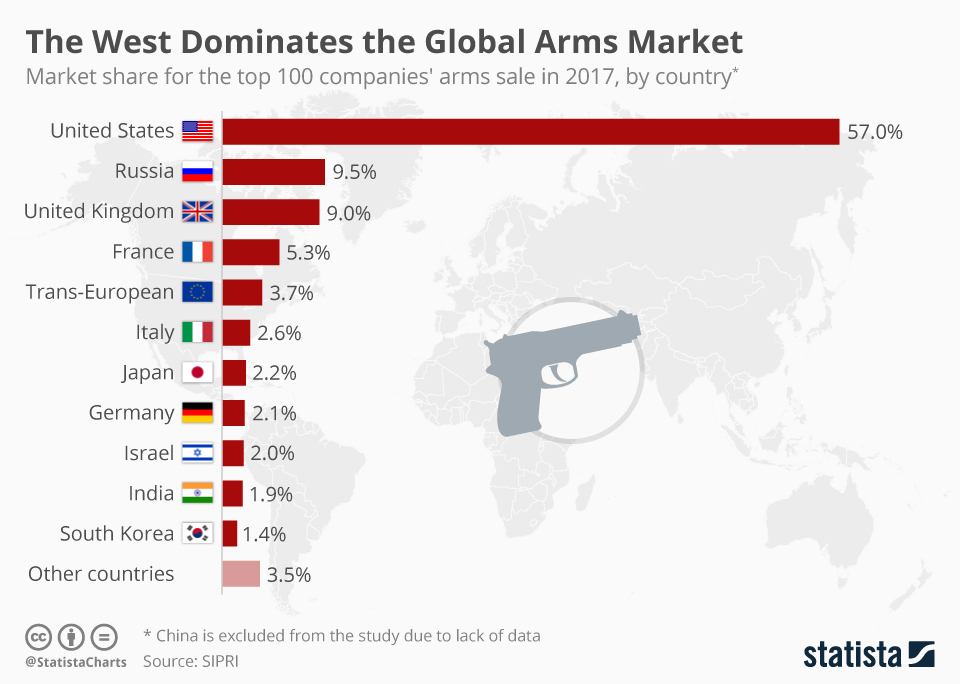 The West Dominates the Global Arms Market
Market share for the top 100 companies' arms sale in 2017, by country*
United States 57.0%
Russia 9.5%
United Kingdom 9.0%
France 5.3%
Trans-European 3.7%
Italy 2.6%
Japan 2.2%
Germany 2.1%
Israel 2.0%
India 1.9%
South Korea 1.4%
Other countries 3.5%
* China is excluded from the study due to lack of data
@StatistaCharts Source: SIPRI
cc
statista